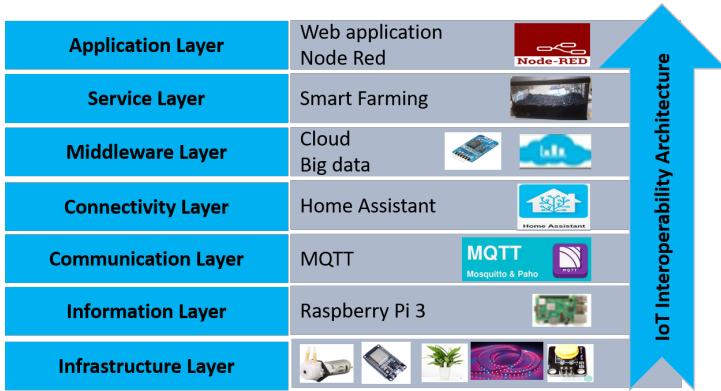 Application Layer
Web application
Node Red
Node-RED
Service Layer
Smart Farming
Middleware Layer
Cloud
Big data
Connectivity Layer
Home Assistant
Home Assistant
Communication Layer
MQTT
MQTT
Mosquitto & Paho
MQTT
Information Layer
Raspberry Pi 3
Infrastructure Layer
IoT Interoperability Architecture